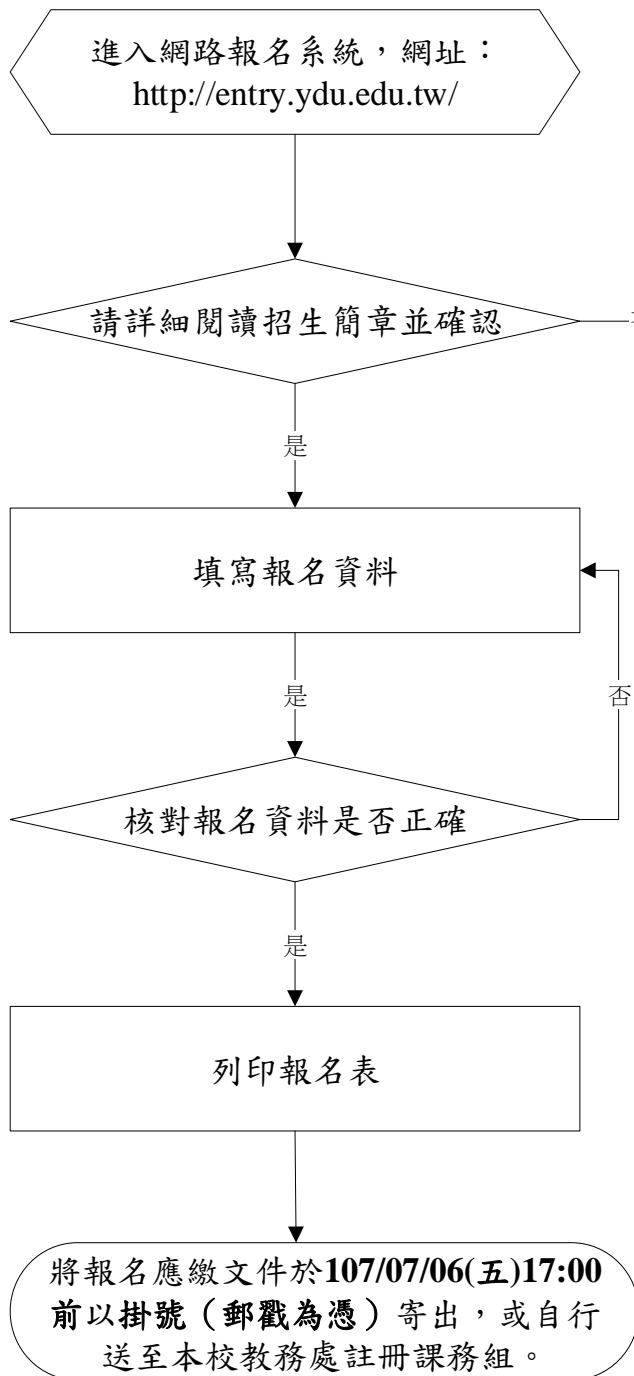 進入網路報名系統，網址：
http://entry.ydu.edu.tw/
請詳細閱讀招生簡章並確認
是
填寫報名資料
是
否
核對報名資料是否正確
是
列印報名表
將報名應繳文件於107/07/06(五)17:00
前以掛號（郵戳為憑）寄出，或自行
送至本校教務處註冊課務組。